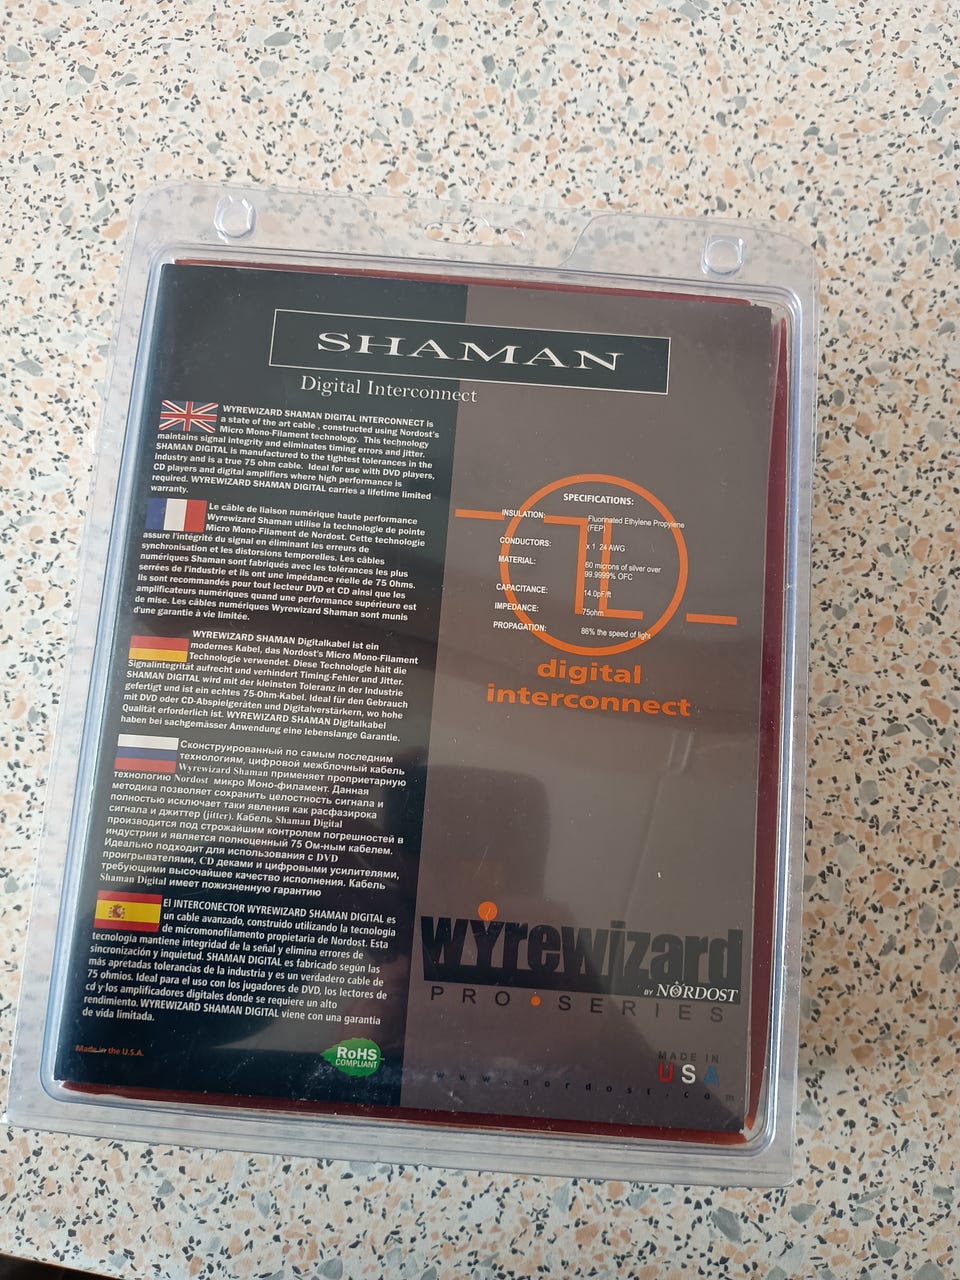 SHAMAN
Digital Interconnect
WYREWIZARD SHAMAN DIGITAL INTERCONNECT is
a state of the art cable , constructed using Nordost's
Micro Mono-Filament technology. This technology
maintains signal integrity and eliminates timing errors and jitter.
SHAMAN DIGITAL is manufactured to the tightest tolerances in the
industry and is a true 75 ohm cable. Ideal for use with DVD players,
CD players and digital amplifiers where high performance is
required. WYREWIZARD SHAMAN DIGITAL carries a lifetime limited
warranty.
Le câble de liaison numérique haute performance
Wyrewizard Shaman utilise la technologie de pointe
Micro Mono-Filament de Nordost. Cette technologie
assure l'intégrité du signal en éliminant les erreurs de
synchronisation et les distorsions temporelles. Les câbles
numériques Shaman sont fabriqués avec les tolérances les plus
serrées de l'industrie et ils ont une impédance réelle de 75 Ohms.
Ils sont recommandés pour tout lecteur DVD et CD ainsi que les
amplificateurs numériques quand une performance supérieure est
de mise. Les câbles numériques Wyrewizard Shaman sont munis
d'une garantie à vie limitée.
WYREWIZARD SHAMAN Digitalkabel ist ein
modernes Kabel, das Nordost's Micro Mono-Filament
Technologie verwendet. Diese Technologie hält die
Signalintegrität aufrecht und verhindert Timing-Fehler und Jitter.
SHAMAN DIGITAL wird mit der kleinsten Toleranz in der Industrie
gefertigt und ist ein echtes 75-Ohm-Kabel. Ideal für den Gebrauch
mit DVD oder CD-Abspielgeräten und Digitalverstärkern, wo hohe
Qualität erforderlich ist. WYREWIZARD SHAMAN Digitalkabel
haben bei sachgemässer Anwendung eine lebenslange Garantie.
Сконструированный по самым последним
технологиям, цифровой межблочный кабель
Wyrewizard Shaman применяет проприетарную
технологию Nordost микро Моно-филамент. Данная
методика позволяет сохранить целостность сигнала и
полностью исключает таки явления как расфазирока
сигнала и джиттер (jitter). Кабель Shaman Digital
производится под строжайшим контролем погрешностей в
индустрии и является полноценный 75 Ом-ным кабелем.
Идеально подходит для использования с DVD
проигрывателями, CD деками и цифровыми усилителями,
требующими высочайшее качество исполнения. Кабель
Shaman Digital имеет пожизненную гарантию
El INTERCONECTOR WYREWIZARD SHAMAN DIGITAL es
un cable avanzado, construido utilizando la tecnología
de micromonofilamento propietaria de Nordost. Esta
tecnología mantiene integridad de la señal y elimina errores de
sincronización y inquietud. SHAMAN DIGITAL es fabricado según las
más apretadas tolerancias de la industria y es un verdadero cable de
75 ohmios. Ideal para el uso con los jugadores de DVD, los lectores de
cd y los amplificadores digitales donde se requiere un alto
rendimiento. WYREWIZARD SHAMAN DIGITAL viene con una garantía
de vida limitada.
Made in the U.S.A.
RoHS
COMPLIANT
SPECIFICATIONS:
INSULATION: Fluorinated Ethylene Propylene
(FEP)
CONDUCTORS: x 1 24 AWG
MATERIAL: 60 microns of silver over
99.9999% OFC
CAPACITANCE: 14.0pF/ft
IMPEDANCE: 75ohm
PROPAGATION: 86% the speed of light
digital
interconnect
wyrewizard
BY NORDOST
PRO•SERIES
MADE IN
USA
www.nordost.com